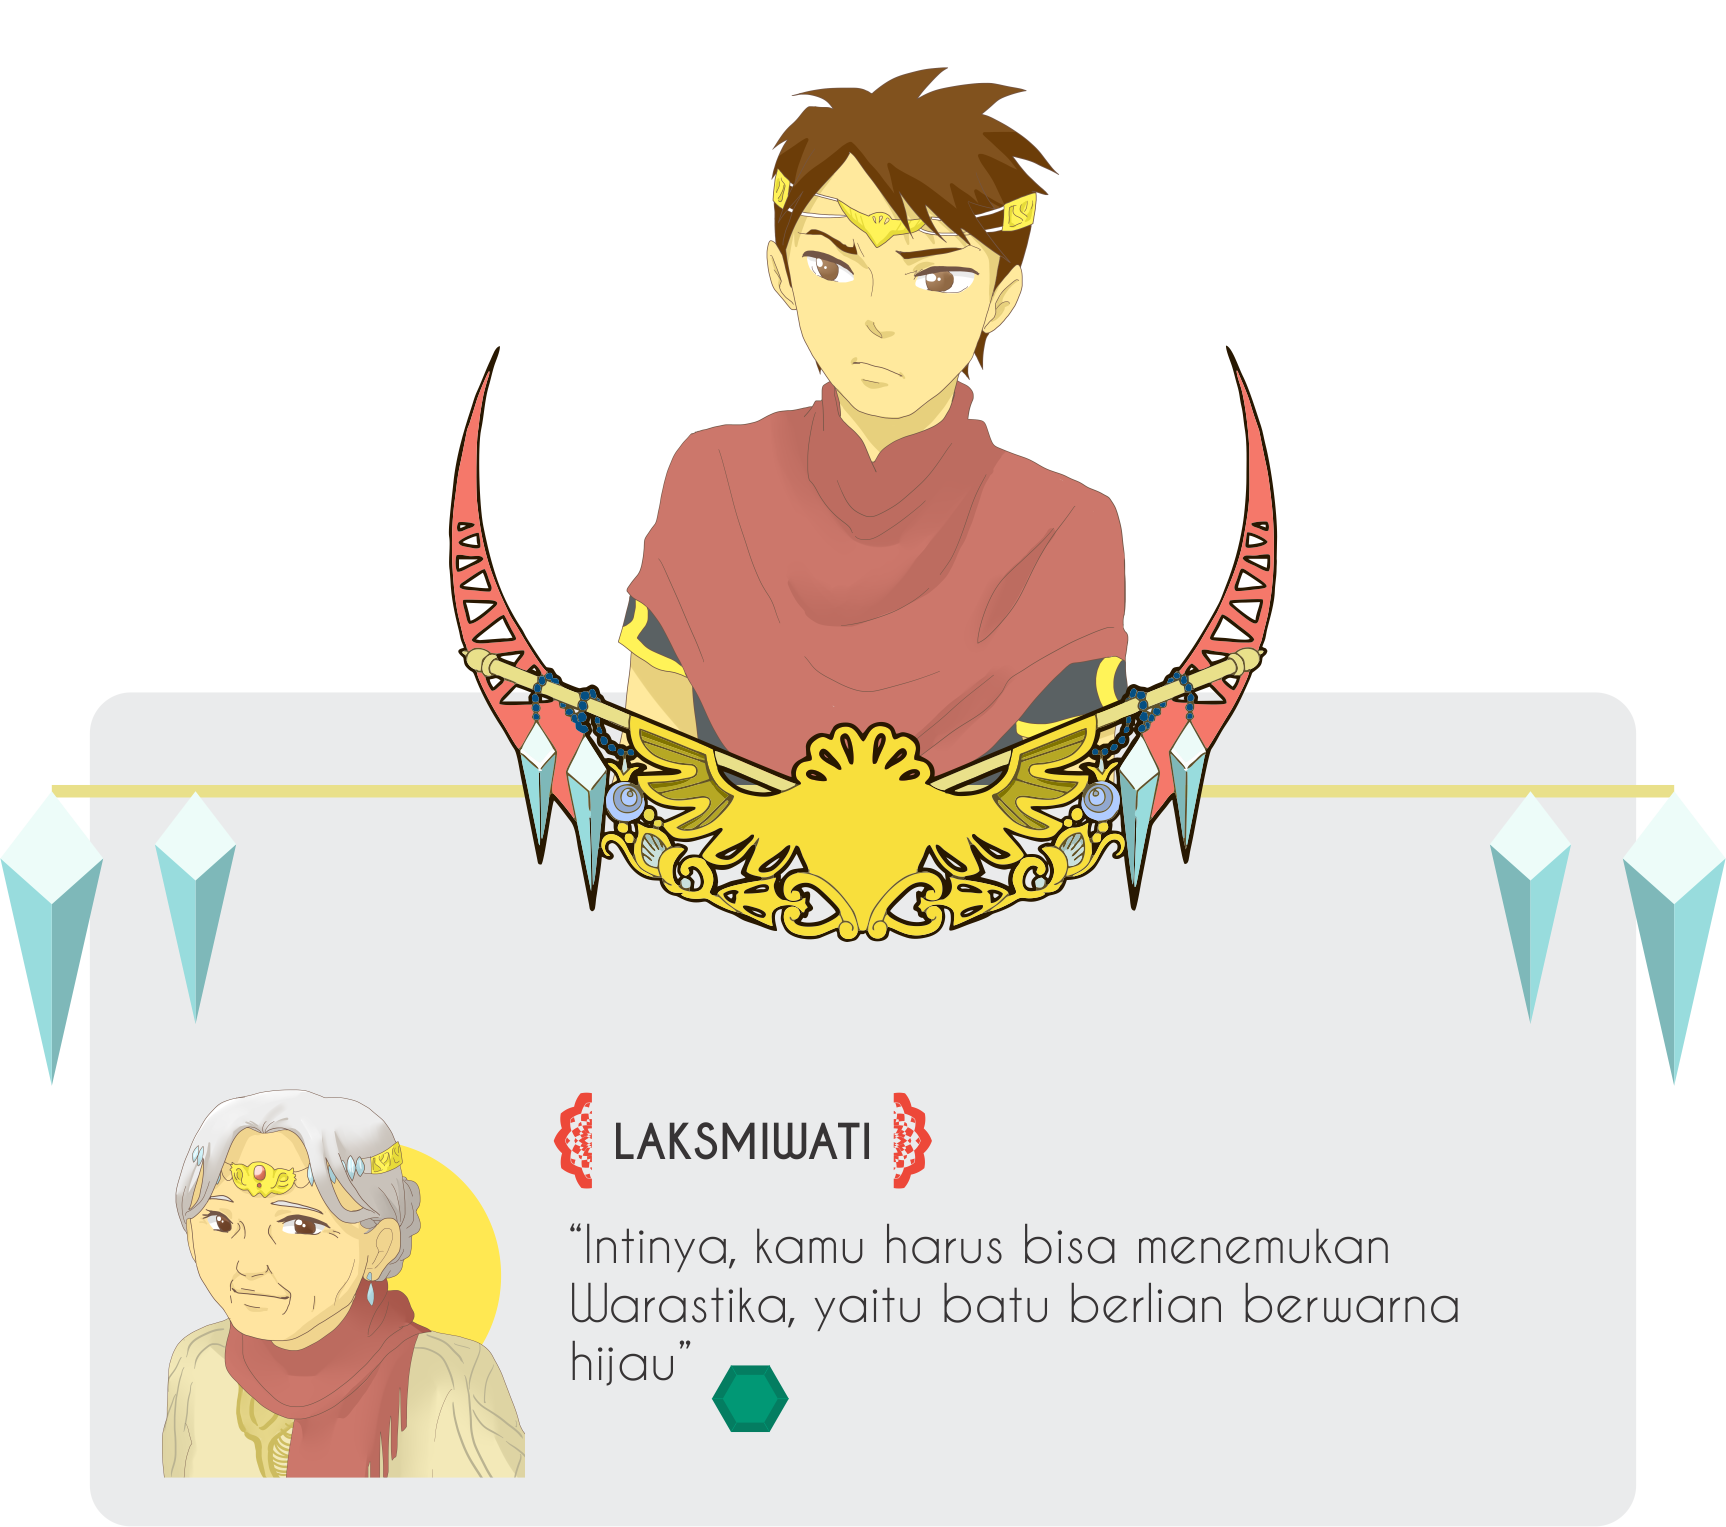 LAKSMIWATI
“Intinya, kamu harus bisa menemukan
Warastika, yaitu batu berlian berwarna
hijau”